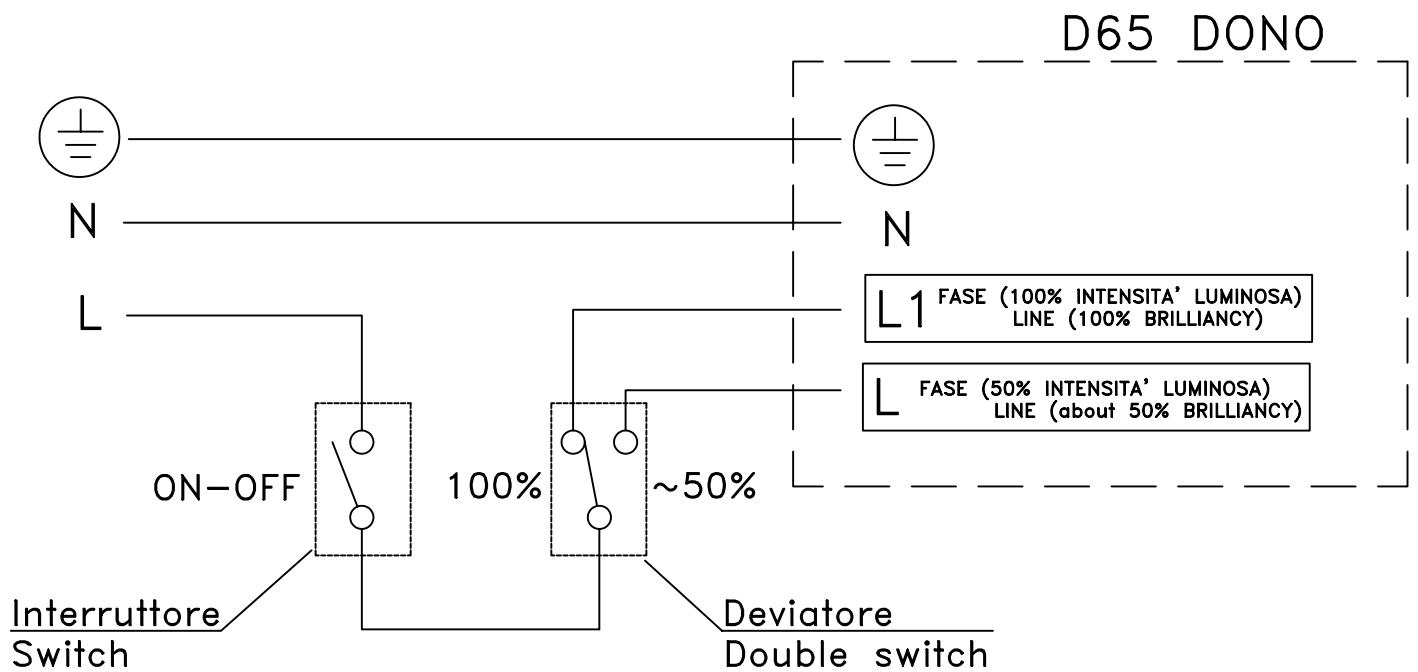 D65 DONO
N
N
L
L1 FASE (100% INTENSITA' LUMINOSA)
LINE (100% BRILLIANCY)
L FASE (50% INTENSITA' LUMINOSA)
LINE (about 50% BRILLIANCY)
ON-OFF
100%
~50%
Interruttore
Switch
Deviatore
Double switch